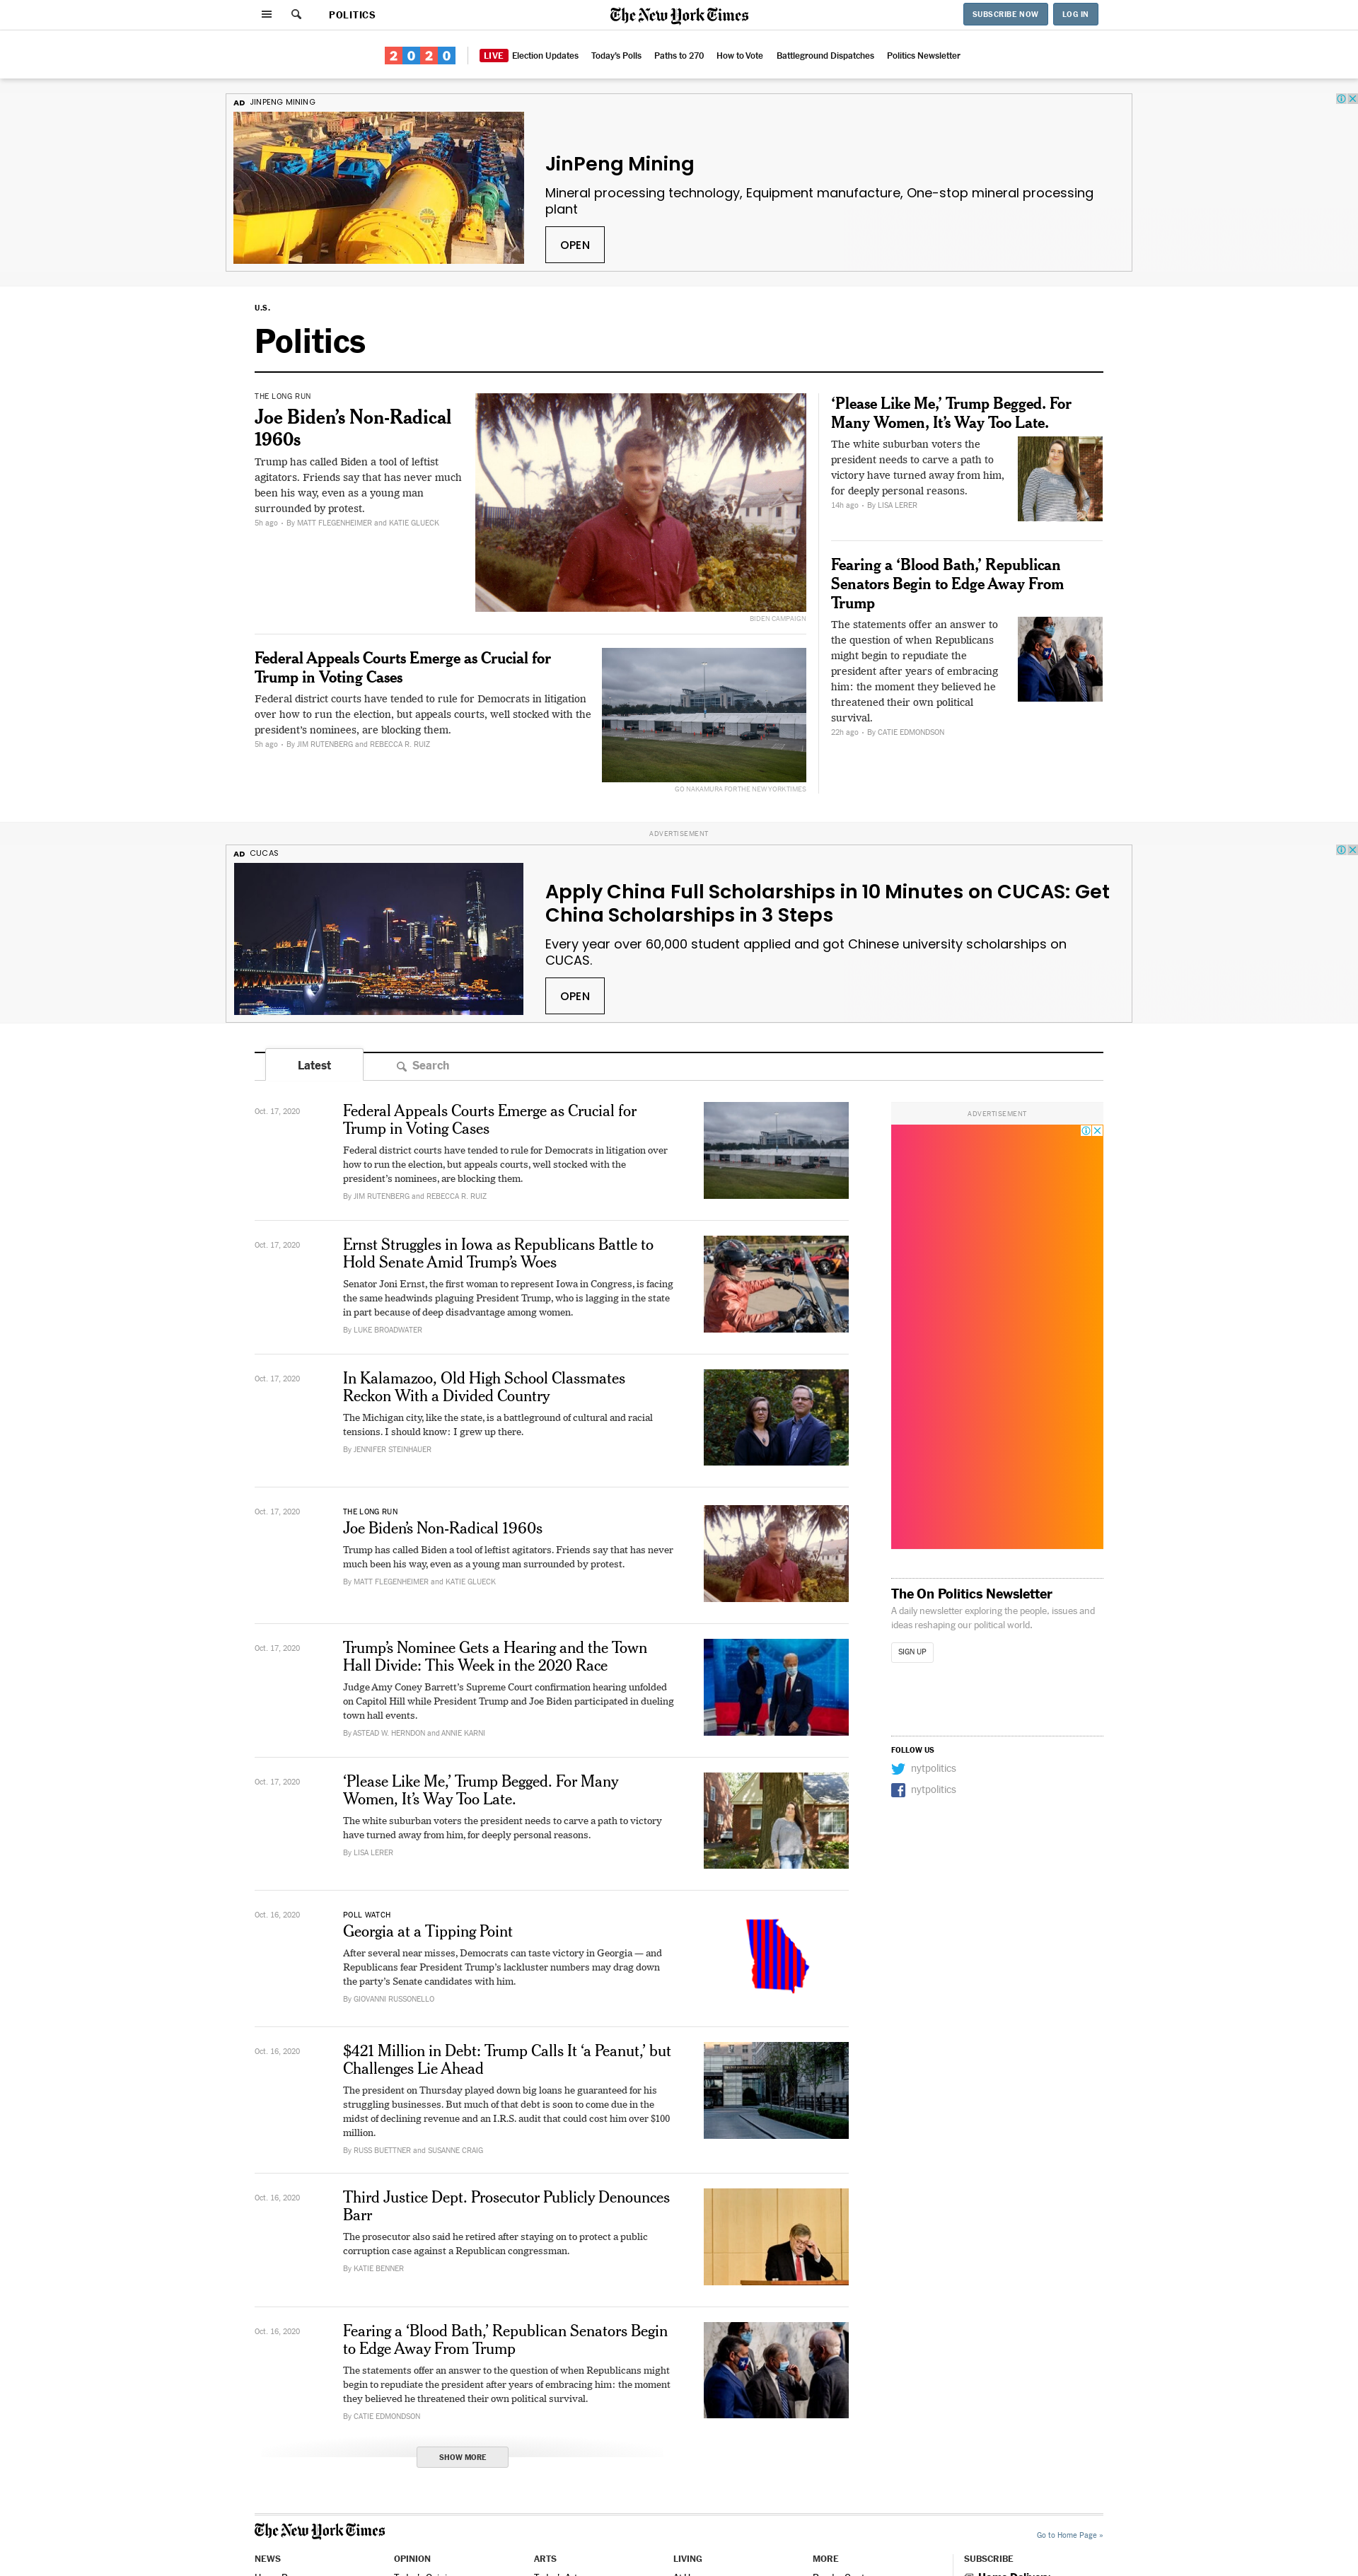 POLITICS
The New York Times
SUBSCRIBE NOW
LOG IN
2020
LIVE Election Updates
Today's Polls
Paths to 270
How to Vote
Battleground Dispatches
Politics Newsletter
AD JINPENG MINING
JinPeng Mining
Mineral processing technology, Equipment manufacture, One-stop mineral processing
plant
OPEN
U.S.
Politics
THE LONG RUN
Joe Biden's Non-Radical
1960s
Trump has called Biden a tool of leftist
agitators. Friends say that has never much
been his way, even as a young man
surrounded by protest.
5h ago • By MATT FLEGENHEIMER and KATIE GLUECK
BIDEN CAMPAIGN
Federal Appeals Courts Emerge as Crucial for
Trump in Voting Cases
Federal district courts have tended to rule for Democrats in litigation
over how to run the election, but appeals courts, well stocked with the
president's nominees, are blocking them.
5h ago • By JIM RUTENBERG and REBECCA R. RUIZ
GO NAKAMURA FOR THE NEW YORK TIMES
‘Please Like Me,’ Trump Begged. For
Many Women, It’s Way Too Late.
The white suburban voters the
president needs to carve a path to
victory have turned away from him,
for deeply personal reasons.
14h ago • By LISA LERER
Fearing a ‘Blood Bath,’ Republican
Senators Begin to Edge Away From
Trump
The statements offer an answer to
the question of when Republicans
might begin to repudiate the
president after years of embracing
him: the moment they believed he
threatened their own political
survival.
22h ago • By CATIE EDMONDSON
ADVERTISEMENT
AD CUCAS
Apply China Full Scholarships in 10 Minutes on CUCAS: Get
China Scholarships in 3 Steps
Every year over 60,000 student applied and got Chinese university scholarships on
CUCAS.
OPEN
Latest
Search
Oct. 17, 2020
Federal Appeals Courts Emerge as Crucial for
Trump in Voting Cases
Federal district courts have tended to rule for Democrats in litigation over
how to run the election, but appeals courts, well stocked with the
president's nominees, are blocking them.
By JIM RUTENBERG and REBECCA R. RUIZ
Oct. 17, 2020
Ernst Struggles in Iowa as Republicans Battle to
Hold Senate Amid Trump’s Woes
Senator Joni Ernst, the first woman to represent Iowa in Congress, is facing
the same headwinds plaguing President Trump, who is lagging in the state
in part because of deep disadvantage among women.
By LUKE BROADWATER
Oct. 17, 2020
In Kalamazoo, Old High School Classmates
Reckon With a Divided Country
The Michigan city, like the state, is a battleground of cultural and racial
tensions. I should know: I grew up there.
By JENNIFER STEINHAUER
Oct. 17, 2020
THE LONG RUN
Joe Biden’s Non-Radical 1960s
Trump has called Biden a tool of leftist agitators. Friends say that has never
much been his way, even as a young man surrounded by protest.
By MATT FLEGENHEIMER and KATIE GLUECK
Oct. 17, 2020
Trump’s Nominee Gets a Hearing and the Town
Hall Divide: This Week in the 2020 Race
Judge Amy Coney Barrett’s Supreme Court confirmation hearing unfolded
on Capitol Hill while President Trump and Joe Biden participated in dueling
town hall events.
By ASTEAD W. HERNDON and ANNIE KARNI
Oct. 17, 2020
‘Please Like Me,’ Trump Begged. For Many
Women, It’s Way Too Late.
The white suburban voters the president needs to carve a path to victory
have turned away from him, for deeply personal reasons.
By LISA LERER
Oct. 16, 2020
POLL WATCH
Georgia at a Tipping Point
After several near misses, Democrats can taste victory in Georgia — and
Republicans fear President Trump’s lackluster numbers may drag down
the party’s Senate candidates with him.
By GIOVANNI RUSSONELLO
Oct. 16, 2020
$421 Million in Debt: Trump Calls It ‘a Peanut,’ but
Challenges Lie Ahead
The president on Thursday played down big loans he guaranteed for his
struggling businesses. But much of that debt is soon to come due in the
midst of declining revenue and an I.R.S. audit that could cost him over $100
million.
By RUSS BUETTNER and SUSANNE CRAIG
Oct. 16, 2020
Third Justice Dept. Prosecutor Publicly Denounces
Barr
The prosecutor also said he retired after staying on to protect a public
corruption case against a Republican congressman.
By KATIE BENNER
Oct. 16, 2020
Fearing a ‘Blood Bath,’ Republican Senators Begin
to Edge Away From Trump
The statements offer an answer to the question of when Republicans might
begin to repudiate the president after years of embracing him: the moment
they believed he threatened their own political survival.
By CATIE EDMONDSON
SHOW MORE
ADVERTISEMENT
The On Politics Newsletter
A daily newsletter exploring the people, issues and
ideas reshaping our political world.
SIGN UP
FOLLOW US
nytpolitics
nytpolitics
The New York Times
Go to Home Page »
NEWS
OPINION
ARTS
LIVING
MORE
SUBSCRIBE